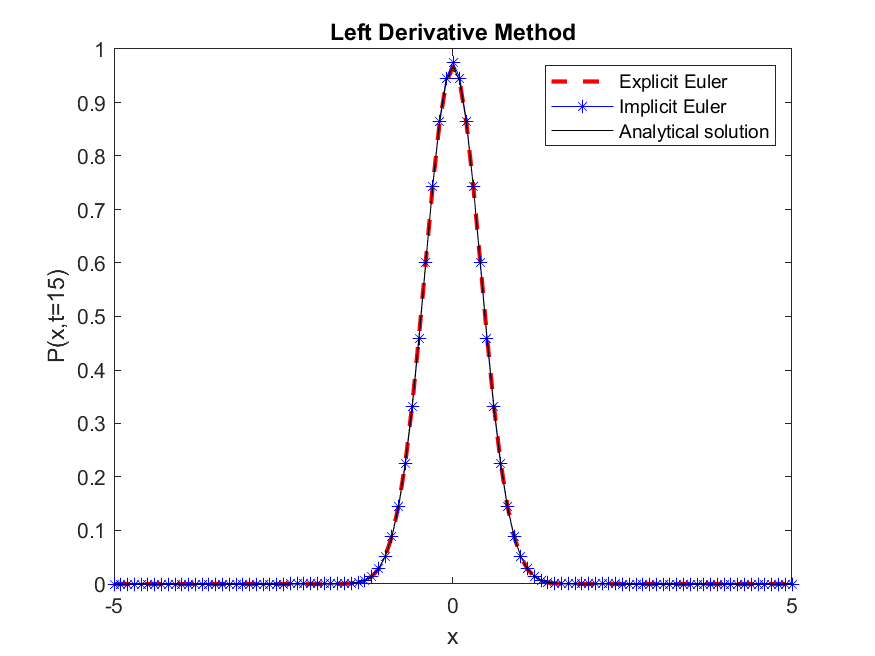 Left Derivative Method
1
0.9
0.8
0.7
0.6
0.5
0.4
0.3
0.2
0.1
0
P(x,t=15)
Explicit Euler
Implicit Euler
Analytical solution
-5 0 5
x